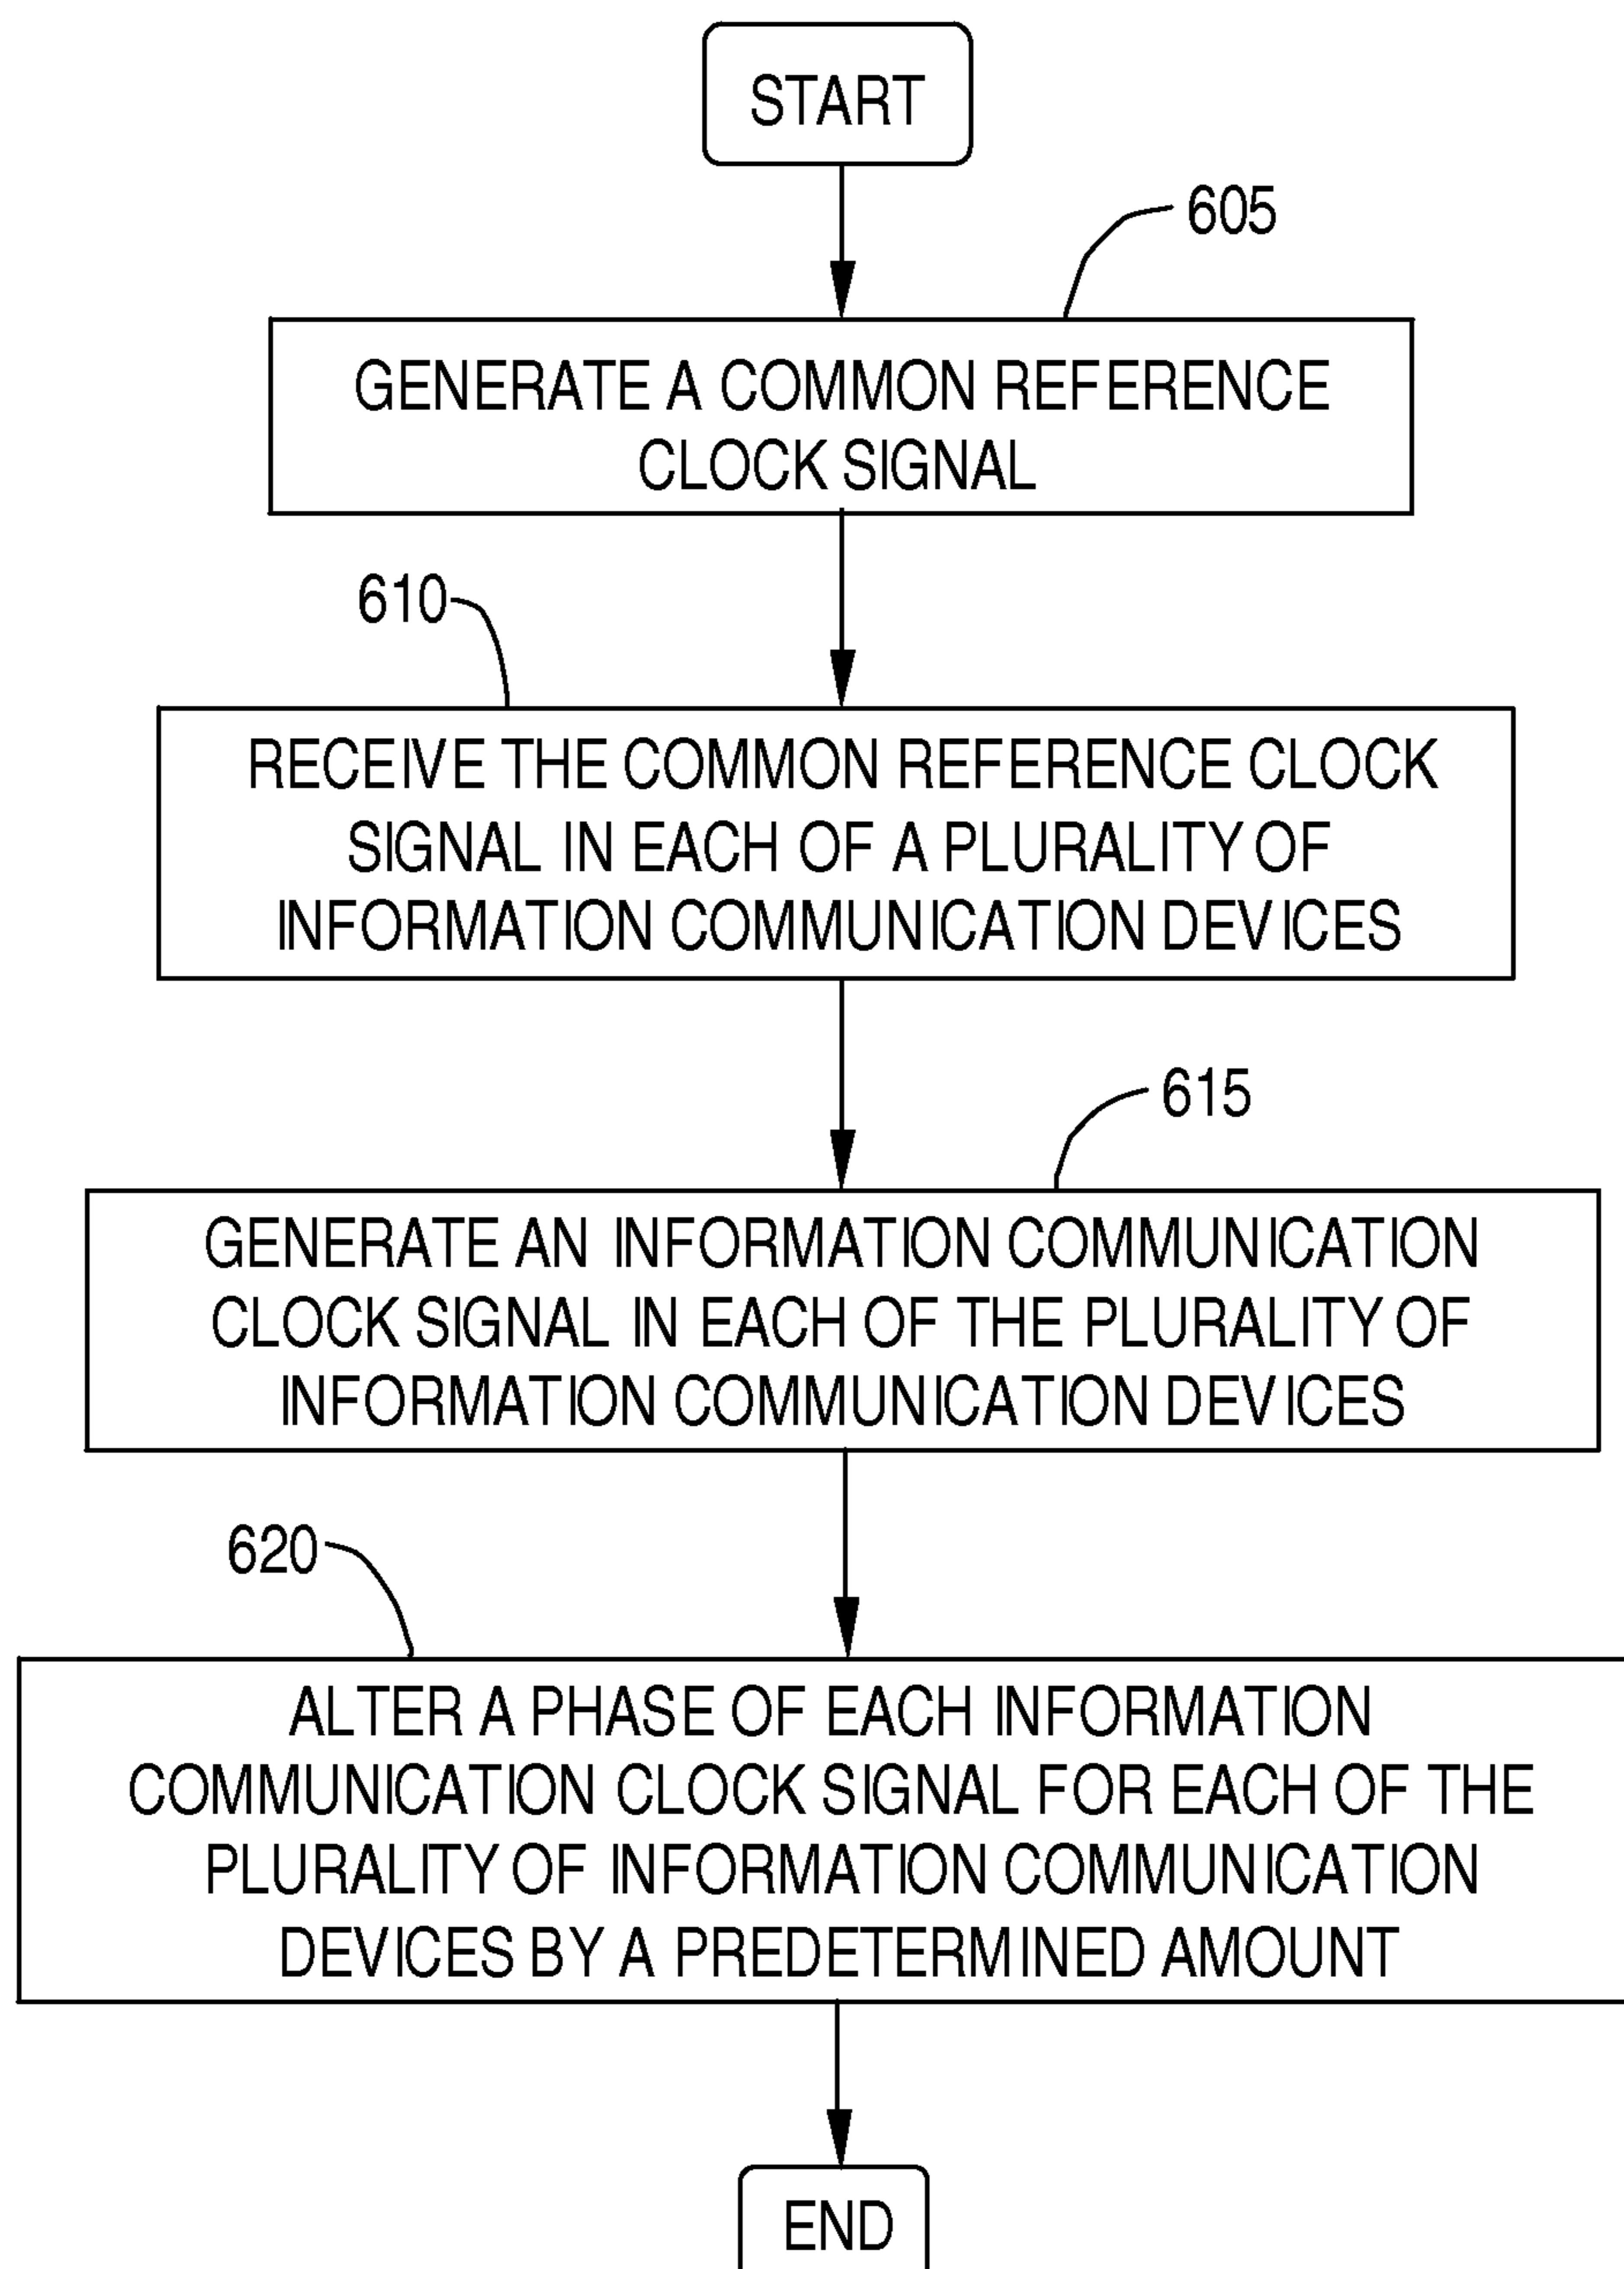 START
605
GENERATE A COMMON REFERENCE
CLOCK SIGNAL
610
RECEIVE THE COMMON REFERENCE CLOCK
SIGNAL IN EACH OF A PLURALITY OF
INFORMATION COMMUNICATION DEVICES
615
GENERATE AN INFORMATION COMMUNICATION
CLOCK SIGNAL IN EACH OF THE PLURALITY OF
INFORMATION COMMUNICATION DEVICES
620
ALTER A PHASE OF EACH INFORMATION
COMMUNICATION CLOCK SIGNAL FOR EACH OF THE
PLURALITY OF INFORMATION COMMUNICATION
DEVICES BY A PREDETERMINED AMOUNT
END